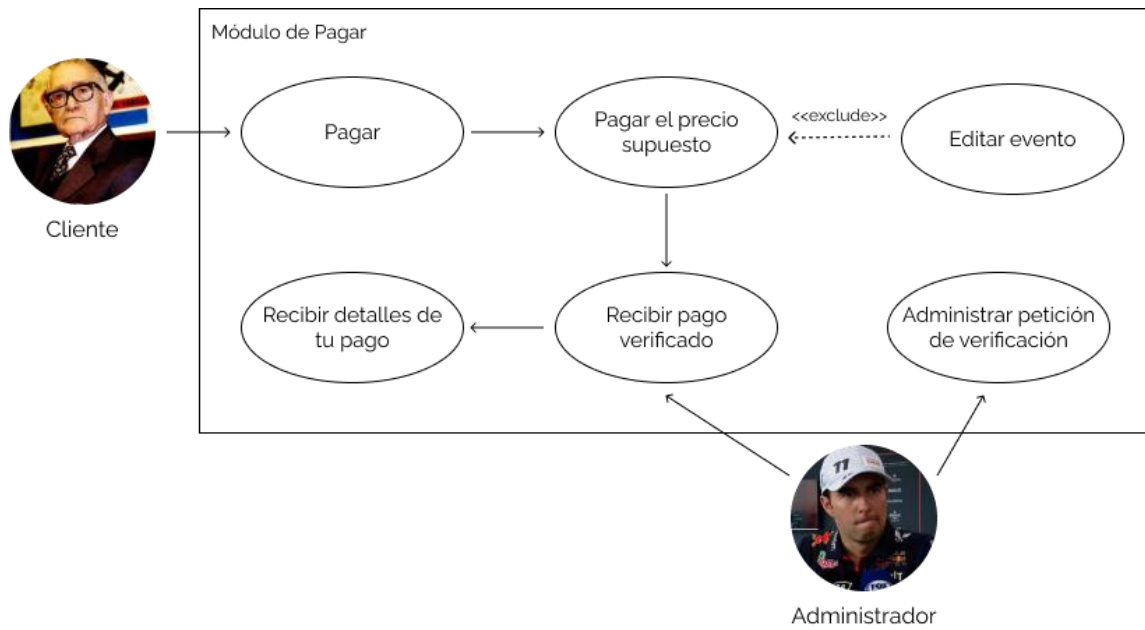 Módulo de Pagar
Pagar
Pagar el precio
supuesto
<<exclude>>
Editar evento
Cliente
Recibir detalles de
tu pago
Recibir pago
verificado
Administrar petición
de verificación
11
Administrador